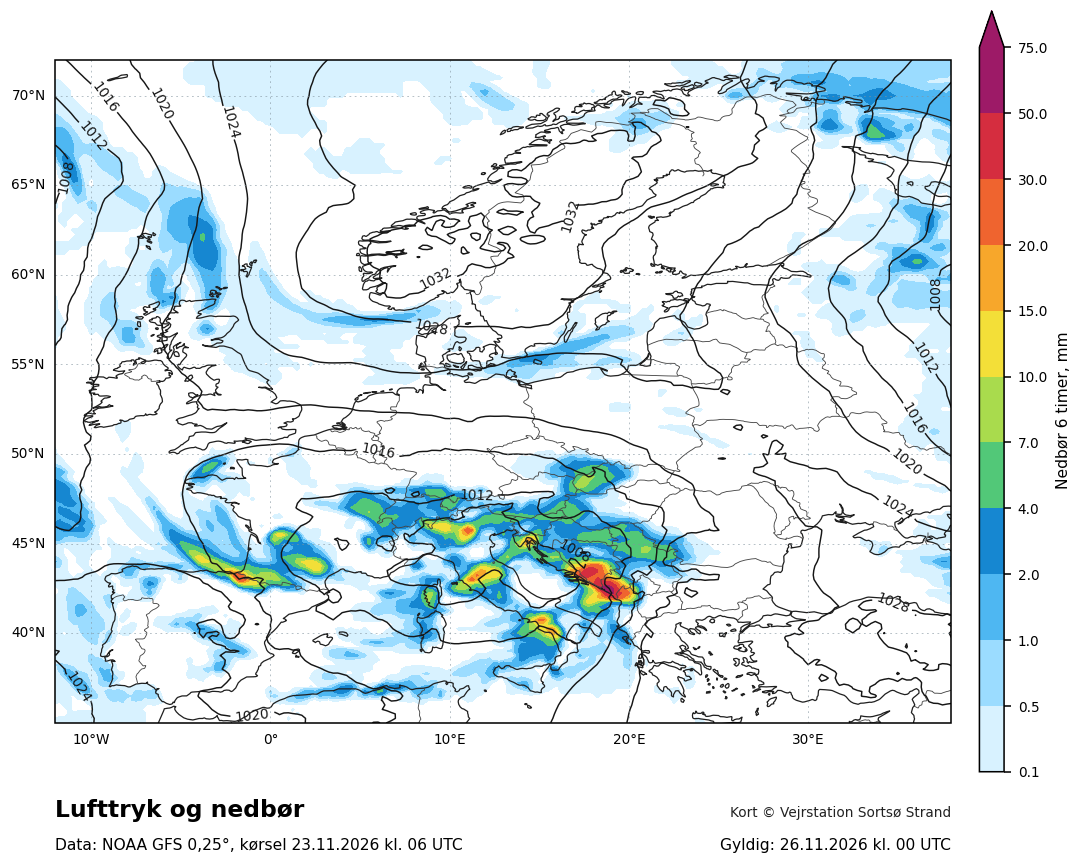 75.0
50.0
30.0
20.0
15.0
10.0
7.0
4.0
2.0
1.0
0.5
0.1
Nedbør 6 timer, mm
70°N
65°N
60°N
55°N
50°N
45°N
40°N
10°W
0°
10°E
20°E
30°E
1016
1020
1024
1012
1008
1032
1032
1028
1008
1012
1016
1020
1024
1016
1012
1008
1028
1024
1020
Lufttryk og nedbør
Kort © Vejrstation Sortsø Strand
Data: NOAA GFS 0,25°, kørsel 23.11.2026 kl. 06 UTC
Gyldig: 26.11.2026 kl. 00 UTC